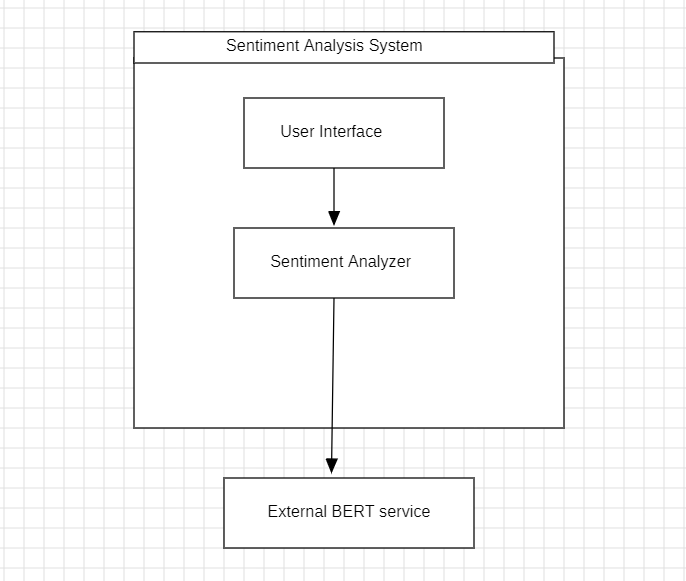 Sentiment Analysis System
User Interface
Sentiment Analyzer
External BERT service